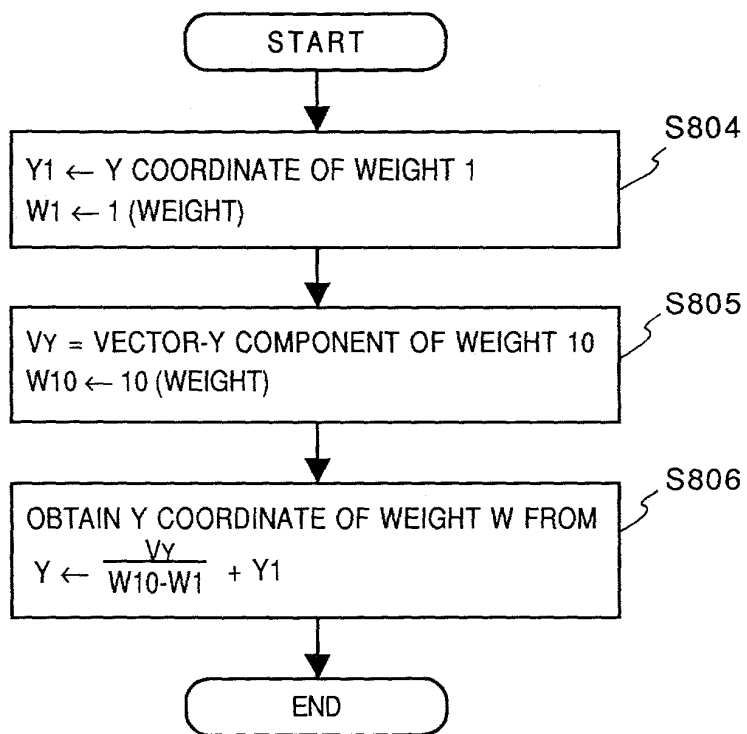 START
S804
Y1 ← Y COORDINATE OF WEIGHT 1
W1 ← 1 (WEIGHT)
S805
VY = VECTOR-Y COMPONENT OF WEIGHT 10
W10 ← 10 (WEIGHT)
S806
OBTAIN Y COORDINATE OF WEIGHT W FROM
Y ← VY / W10-W1 + Y1
END